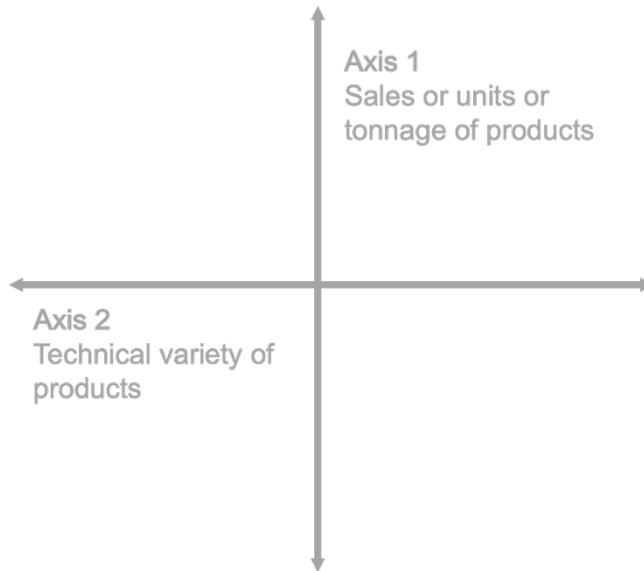 Axis 1
Sales or units or
tonnage of products
Axis 2
Technical variety of
products